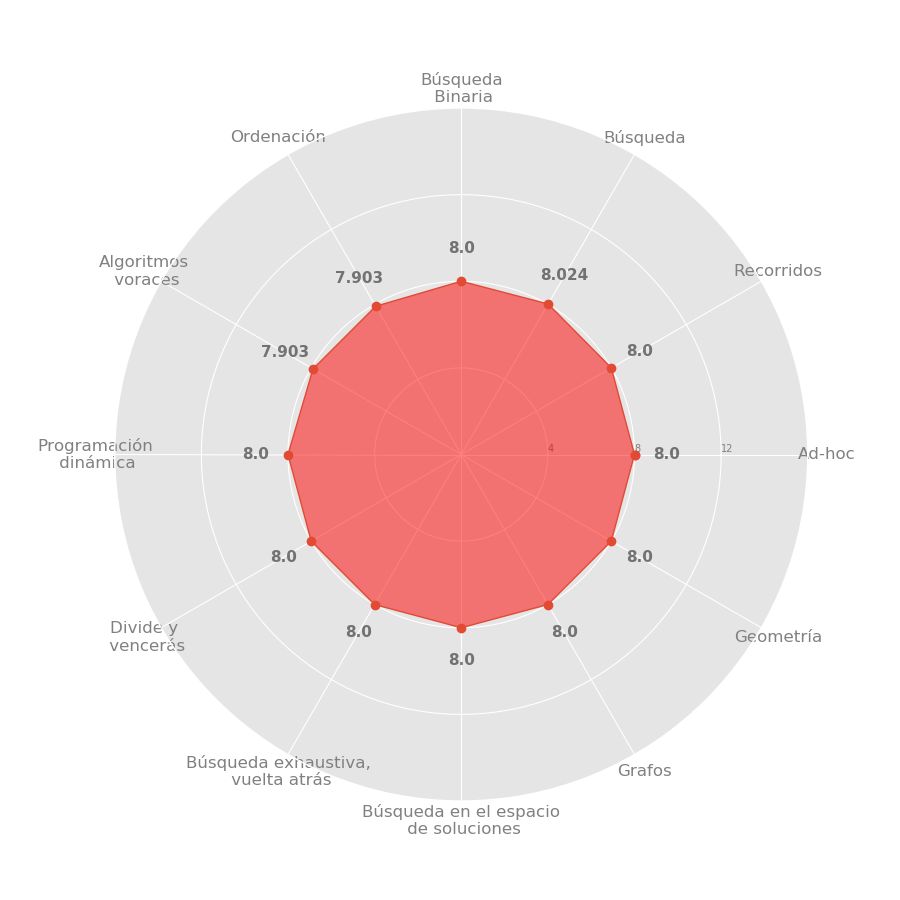 Búsqueda
Binaria
Ordenación
Búsqueda
8.0
Algoritmos
voraces
7.903
8.024
Recorridos
7.903
8.0
Programación
dinámica
8.0
4
8
12
8.0
Ad-hoc
8.0
8.0
Divide y
vencerás
8.0
8.0
Geometría
8.0
Búsqueda exhaustiva,
vuelta atrás
Grafos
Búsqueda en el espacio
de soluciones